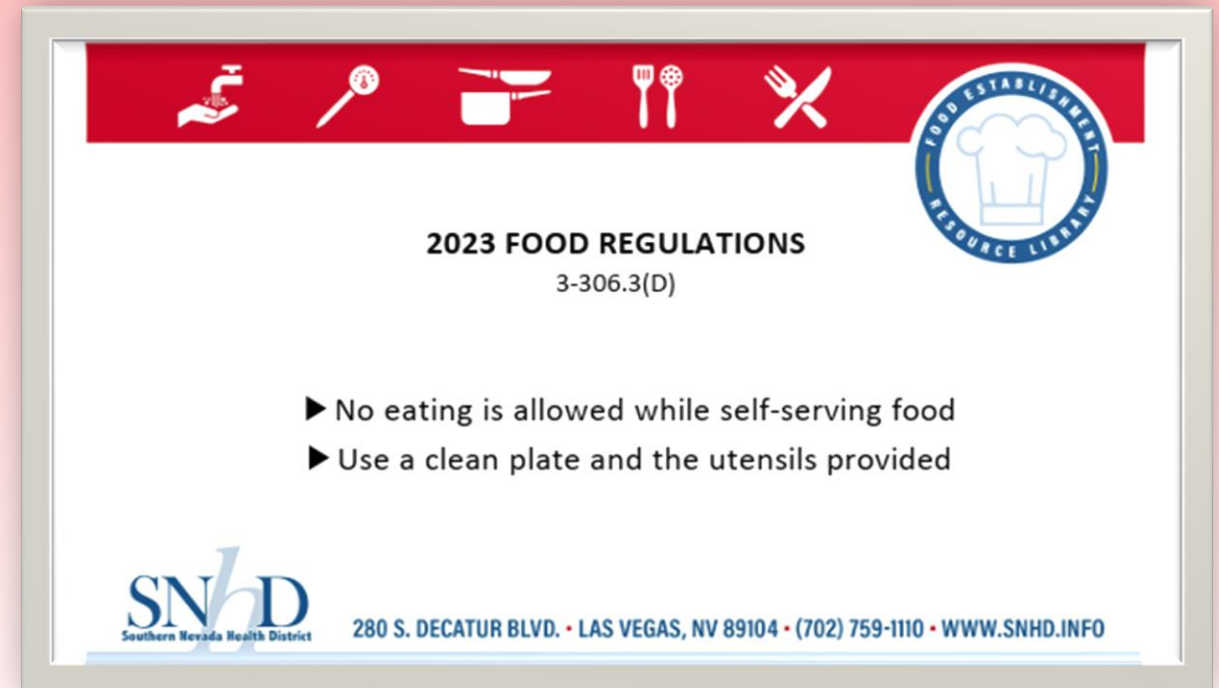 FOOD ESTABLISHMENT
RESOURCE LIBRARY
2023 FOOD REGULATIONS
3-306.3(D)
▶ No eating is allowed while self-serving food
▶ Use a clean plate and the utensils provided
SNhD
Southern Nevada Health District
280 S. DECATUR BLVD. • LAS VEGAS, NV 89104 • (702) 759-1110 • WWW.SNHD.INFO